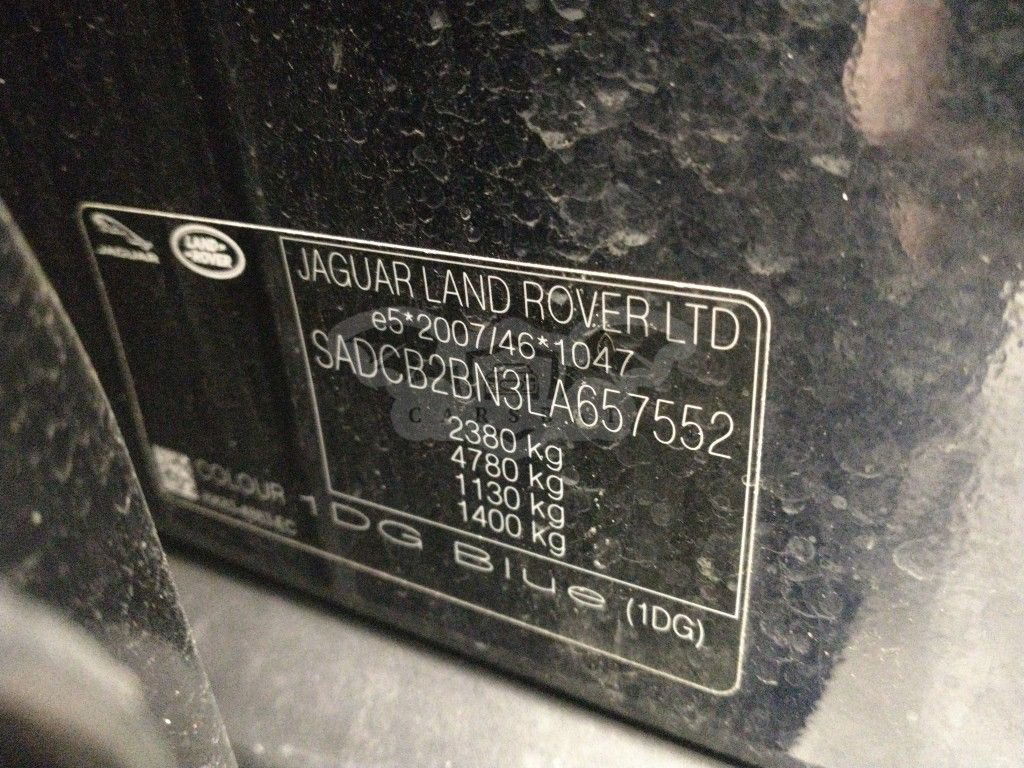 JAGUAR
LAND-
-ROVER
JAGUAR LAND ROVER LTD
e5*2007/46*1047
SADCB2BN3LA657552
2380 kg
4780 kg
1130 kg
1400 kg
COLOUR 1DG Blue (1DG)